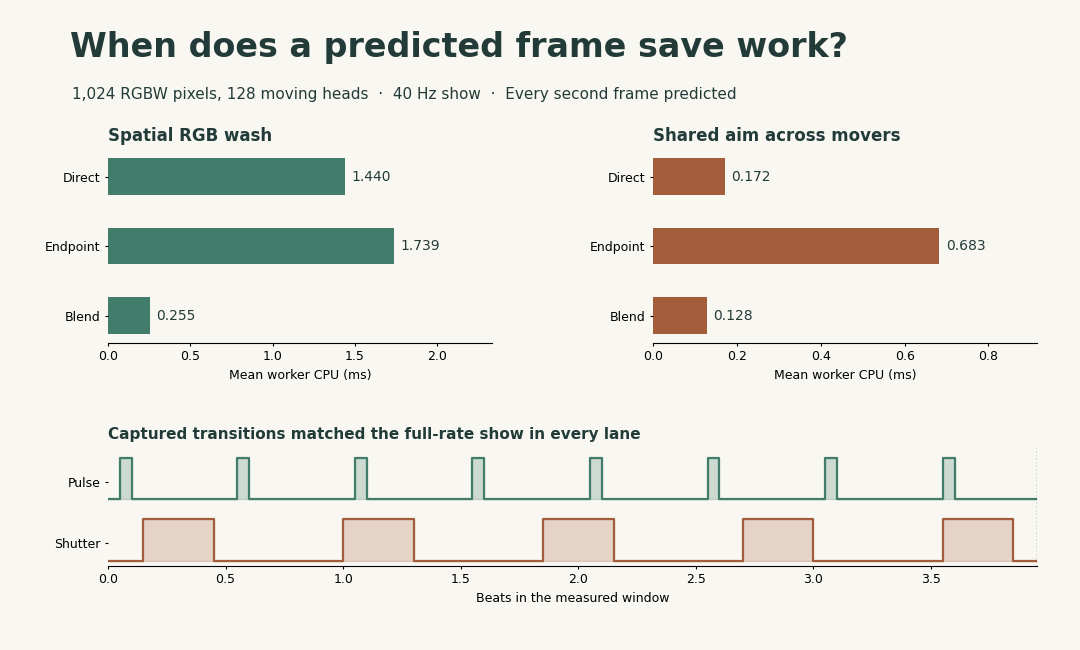 When does a predicted frame save work?
1,024 RGBW pixels, 128 moving heads · 40 Hz show · Every second frame predicted
Spatial RGB wash
Direct 1.440
Endpoint 1.739
Blend 0.255
0.0 0.5 1.0 1.5 2.0
Mean worker CPU (ms)
Shared aim across movers
Direct 0.172
Endpoint 0.683
Blend 0.128
0.0 0.2 0.4 0.6 0.8
Mean worker CPU (ms)
Captured transitions matched the full-rate show in every lane
Pulse
Shutter
0.0 0.5 1.0 1.5 2.0 2.5 3.0 3.5
Beats in the measured window